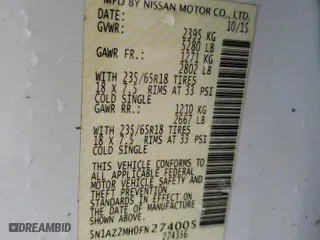 MFD BY NISSAN MOTOR CO., LTD.
DATE: 10/15
GVWR: 2395 KG
5280 LB
GAWR FR.: 1271 KG
2802 LB
WITH 235/65R18 TIRES
18 X 7.5 RIMS AT 33 PSI
COLD SINGLE
GAWR RR.: 1210 KG
2667 LB
WITH 235/65R18 TIRES
18 X 7.5 RIMS AT 33 PSI
COLD SINGLE
THIS VEHICLE CONFORMS TO
ALL APPLICABLE FEDERAL
MOTOR VEHICLE SAFETY AND
THEFT PREVENTION
STANDARDS IN EFFECT ON
THE DATE OF MANUFACTURE
SHOWN ABOVE.
5N1AZ2MH0FN274005
274356
DREAMBID